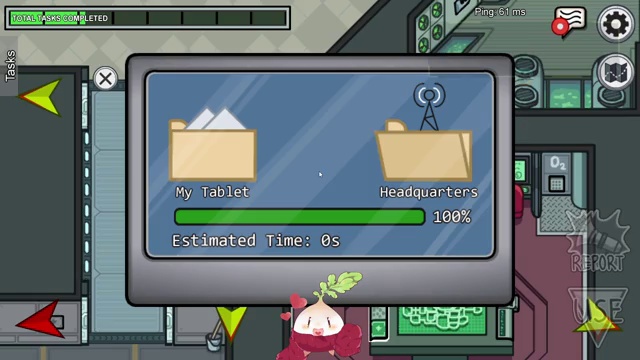 TOTAL TASKS COMPLETED
Ping: 61 ms
Tasks
My Tablet
Headquarters
100%
Estimated Time: 0s
O2
REPORT
USE